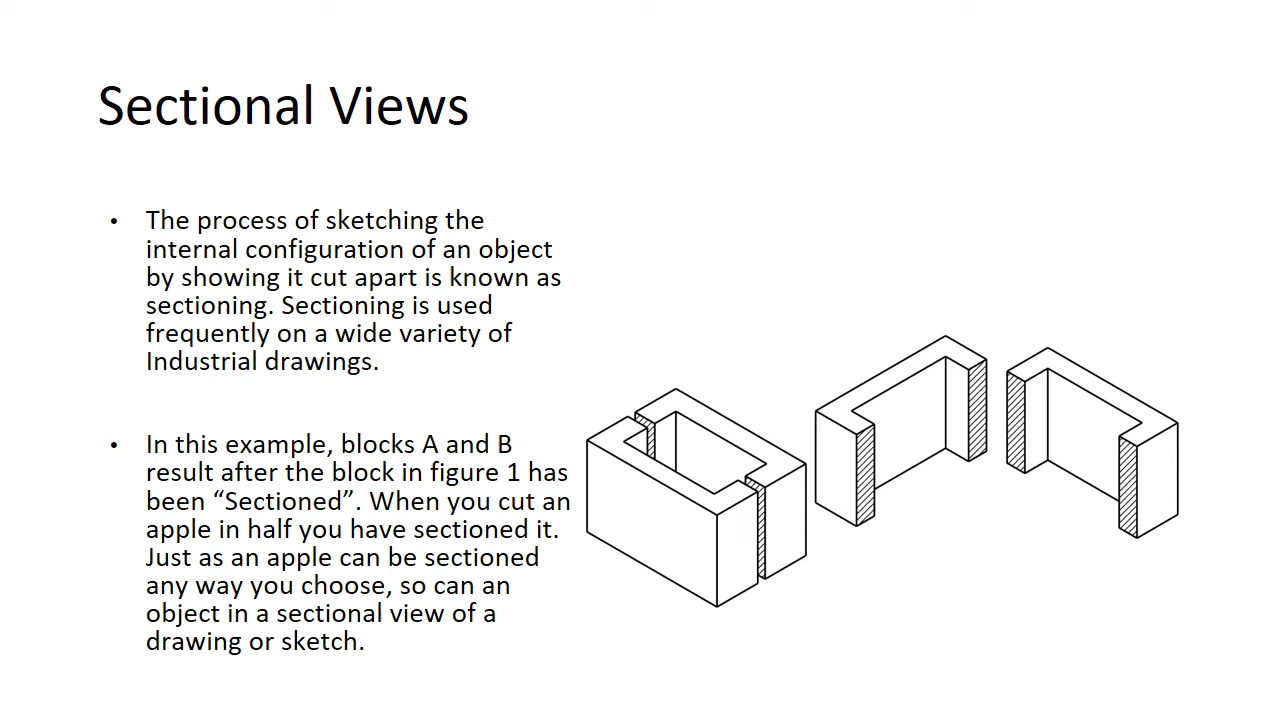 Sectional Views
• The process of sketching the
internal configuration of an object
by showing it cut apart is known as
sectioning. Sectioning is used
frequently on a wide variety of
Industrial drawings.
• In this example, blocks A and B
result after the block in figure 1 has
been “Sectioned”. When you cut an
apple in half you have sectioned it.
Just as an apple can be sectioned
any way you choose, so can an
object in a sectional view of a
drawing or sketch.